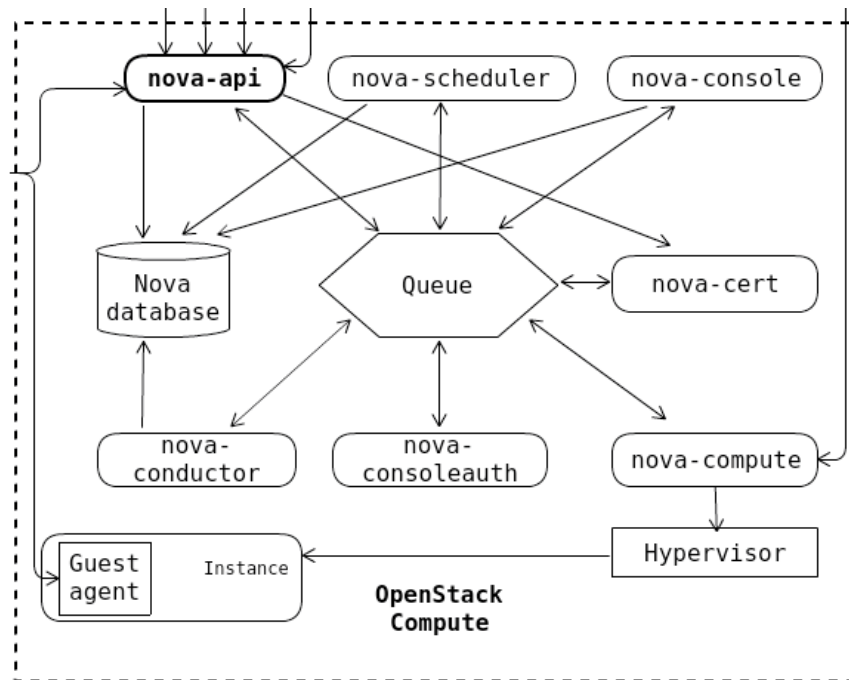 nova-api
nova-scheduler
nova-console
Nova
database
Queue
nova-cert
nova-
conductor
nova-
consoleauth
nova-compute
Guest
agent
Instance
Hypervisor
OpenStack
Compute